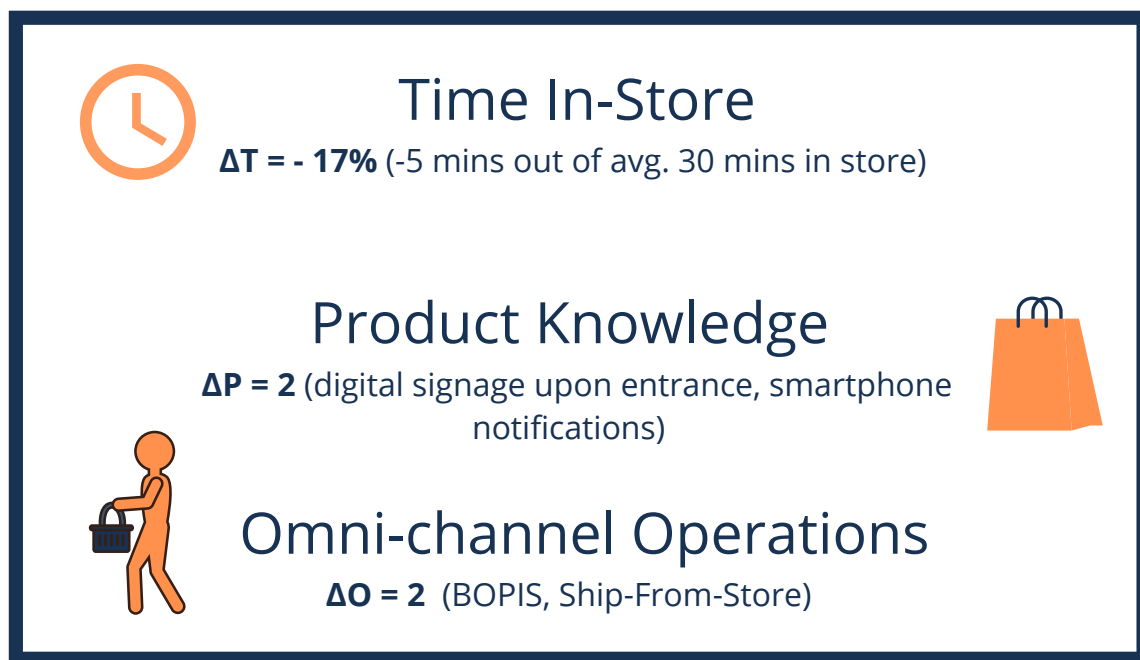 Time In-Store
ΔT = - 17% (-5 mins out of avg. 30 mins in store)
Product Knowledge
ΔP = 2 (digital signage upon entrance, smartphone
notifications)
Omni-channel Operations
ΔO = 2  (BOPIS, Ship-From-Store)